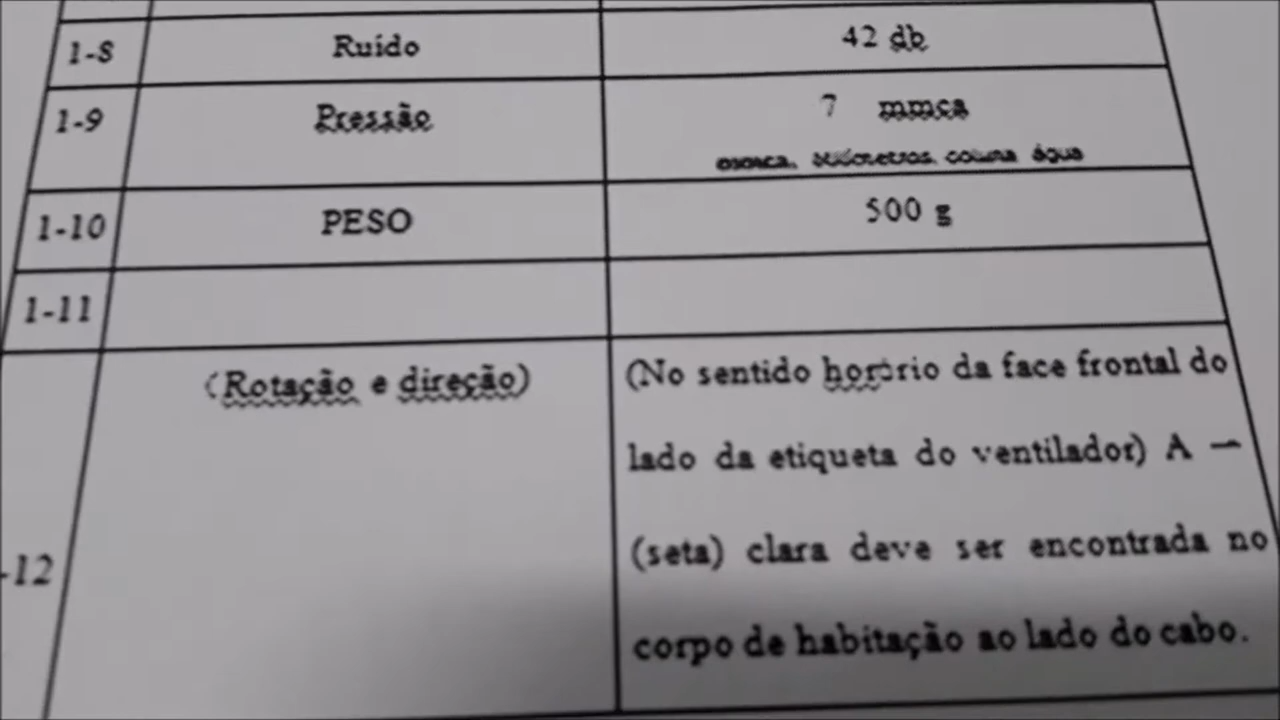 1-8 Ruído 42 db
1-9 Pressão 7 mmca
coluna água
1-10 PESO 500 g
1-11
-12 (Rotação e direção) (No sentido horário da face frontal do
lado da etiqueta do ventilador) A —
(seta) clara deve ser encontrada no
corpo de habitação ao lado do cabo.